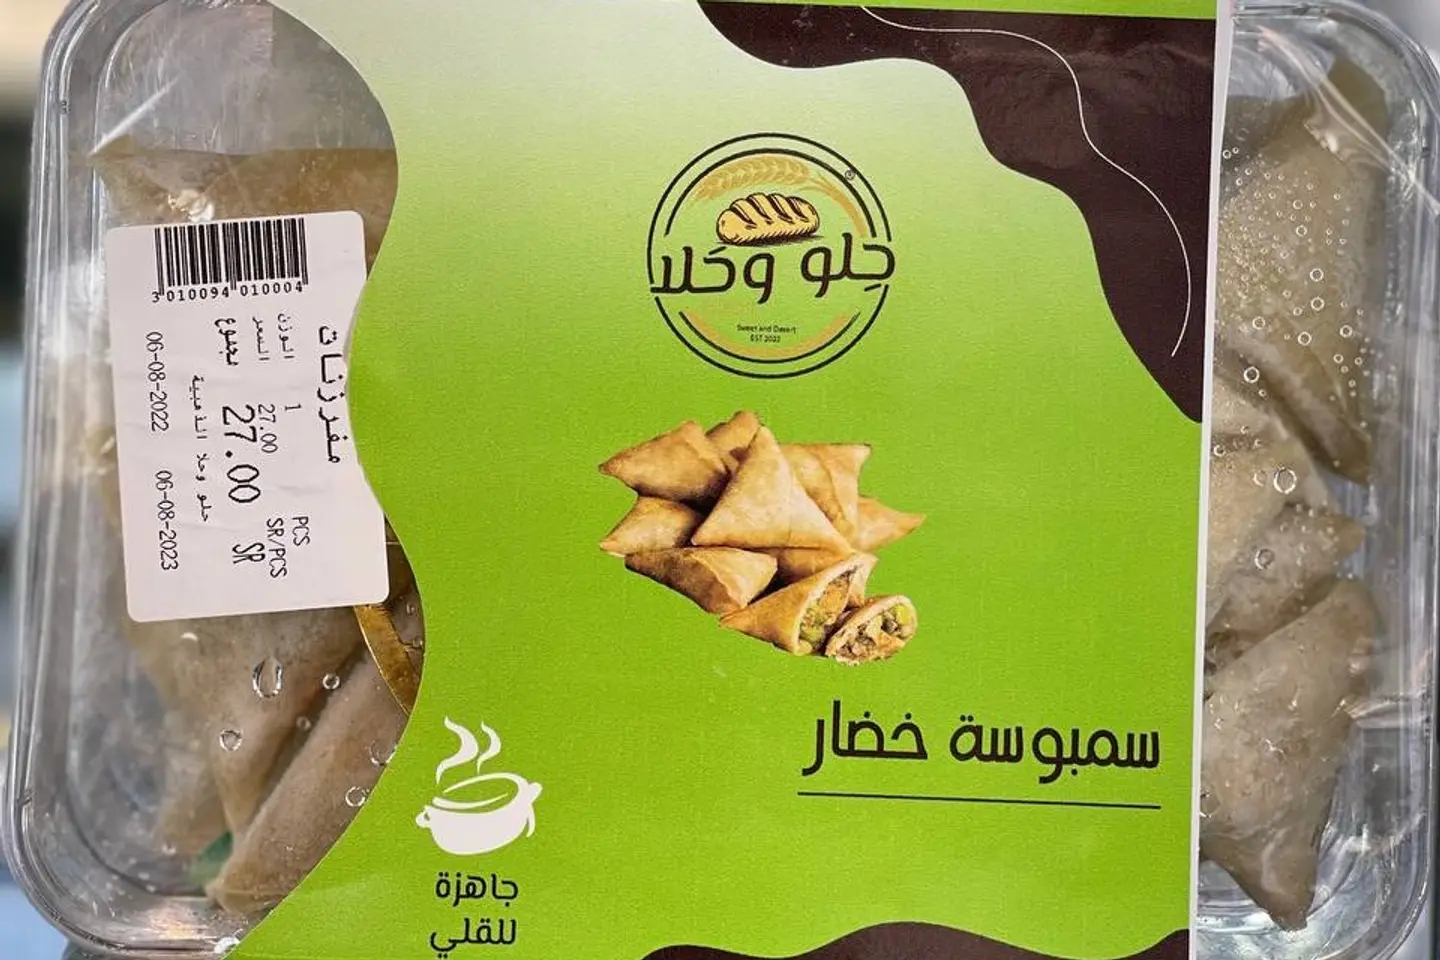 حلو وحلا
Sweet and Desert
EST 2022
سمبوسة خضار
جاهزة
للقلي
مفرزنات
الوزن 1 PCS
السعر 27.00 SR/PCS
مجموع 27.00 SR
حلو وحلا الذهبية
06-08-2022 06-08-2023
3 010094 010004